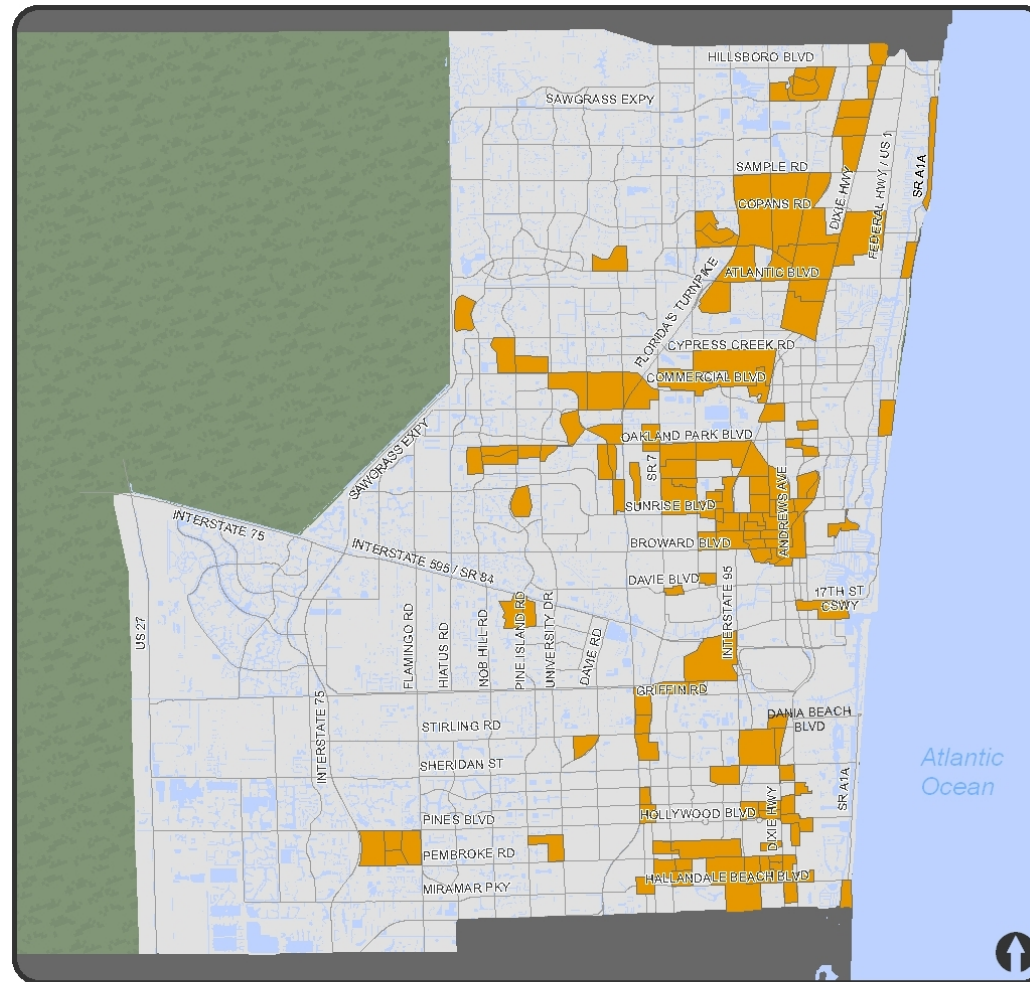 HILLSBORO BLVD
SAWGRASS EXPY
SAMPLE RD
COPANS RD
DIXIE HWY
FEDERAL HWY / US 1
SR A1A
ATLANTIC BLVD
FLORIDA'S TURNPIKE
CYPRESS CREEK RD
COMMERCIAL BLVD
SAWGRASS EXPY
OAKLAND PARK BLVD
SR 7
ANDREWS AVE
SUNRISE BLVD
INTERSTATE 75
INTERSTATE 595 / SR 84
BROWARD BLVD
DAVIE BLVD
INTERSTATE 95
17TH ST
CSWY
US 27
FLAMINGO RD
HIATUS RD
NOB HILL RD
PINE ISLAND RD
UNIVERSITY DR
DAVIE RD
GRIFFIN RD
INTERSTATE 75
STIRLING RD
DANIA BEACH
BLVD
SHERIDAN ST
Atlantic
Ocean
SR A1A
PINES BLVD
HOLLYWOOD BLVD
DIXIE HWY
PEMBROKE RD
HALLANDALE BEACH BLVD
MIRAMAR PKY